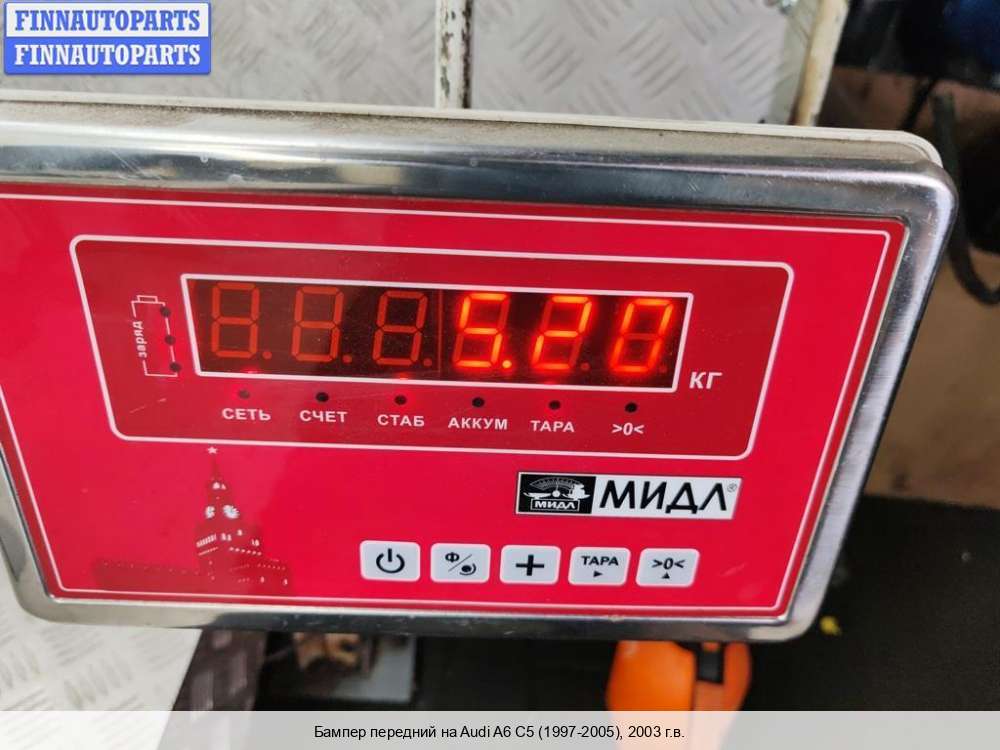 FINNAUTOPARTS
FINNAUTOPARTS
5.20
заряд
КГ
СЕТЬ СЧЕТ СТАБ АККУМ ТАРА >0<
МИДЛ МИДЛ®
Ф ТАРА >0<
Бампер передний на Audi A6 C5 (1997-2005), 2003 г.в.